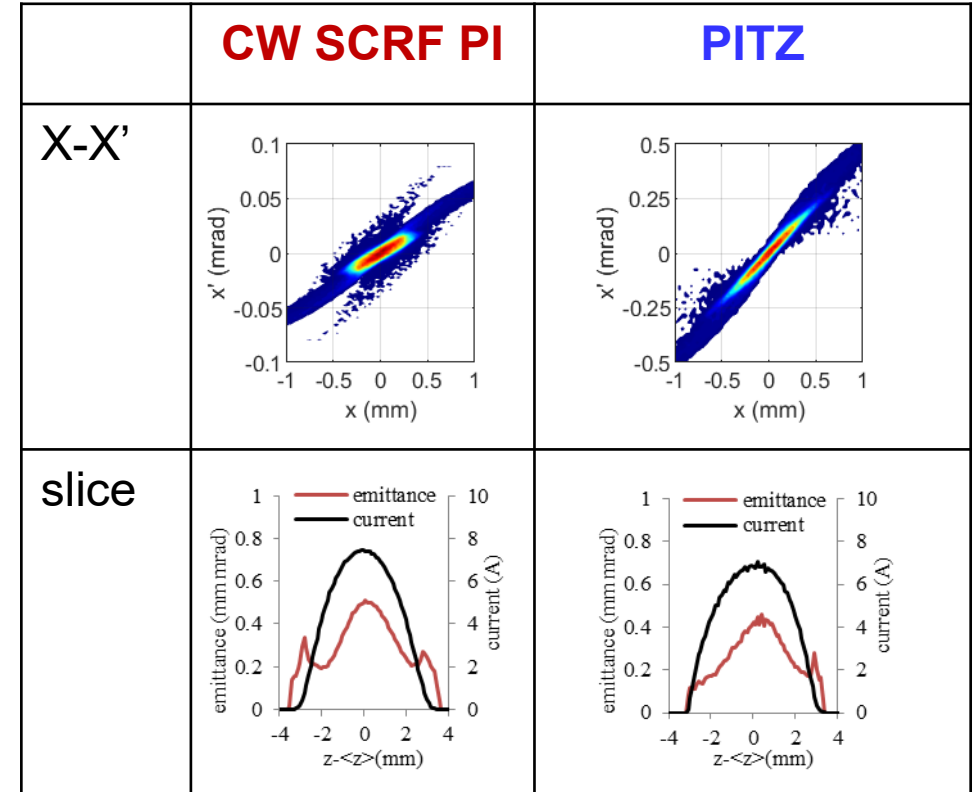 CW SCRF PI
PITZ
X-X’
0.1
0.05
0
-0.05
-0.1
x' (mrad)
-1 -0.5 0 0.5 1
x (mm)
0.5
0.25
0
-0.25
-0.5
x' (mrad)
-1 -0.5 0 0.5 1
x (mm)
slice
emittance
current
1
0.8
0.6
0.4
0.2
0
emittance (mm mrad)
10
8
6
4
2
0
current (A)
-4 -2 0 2 4
z-<z>(mm)
emittance
current
1
0.8
0.6
0.4
0.2
0
emittance (mm mrad)
10
8
6
4
2
0
current (A)
-4 -2 0 2 4
z-<z>(mm)